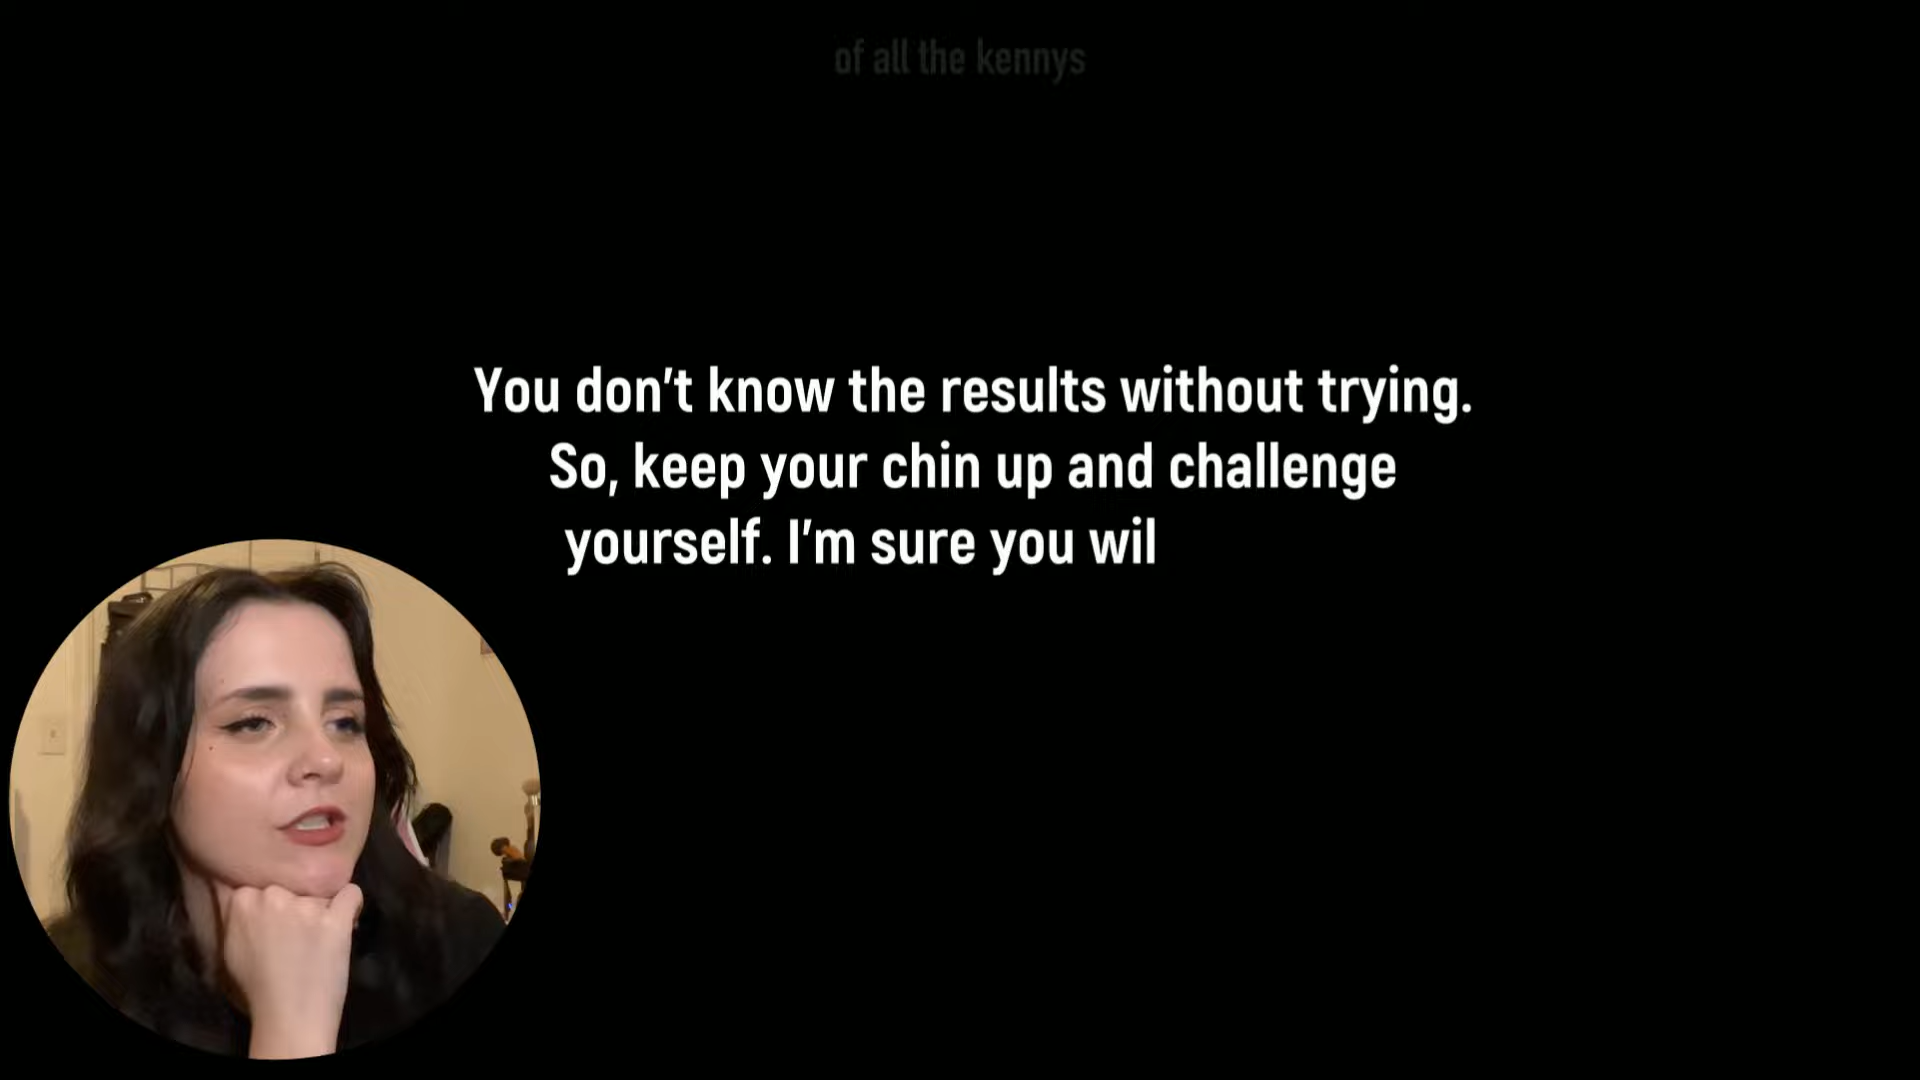 of all the kennys
You don't know the results without trying.
So, keep your chin up and challenge
yourself. I'm sure you wil